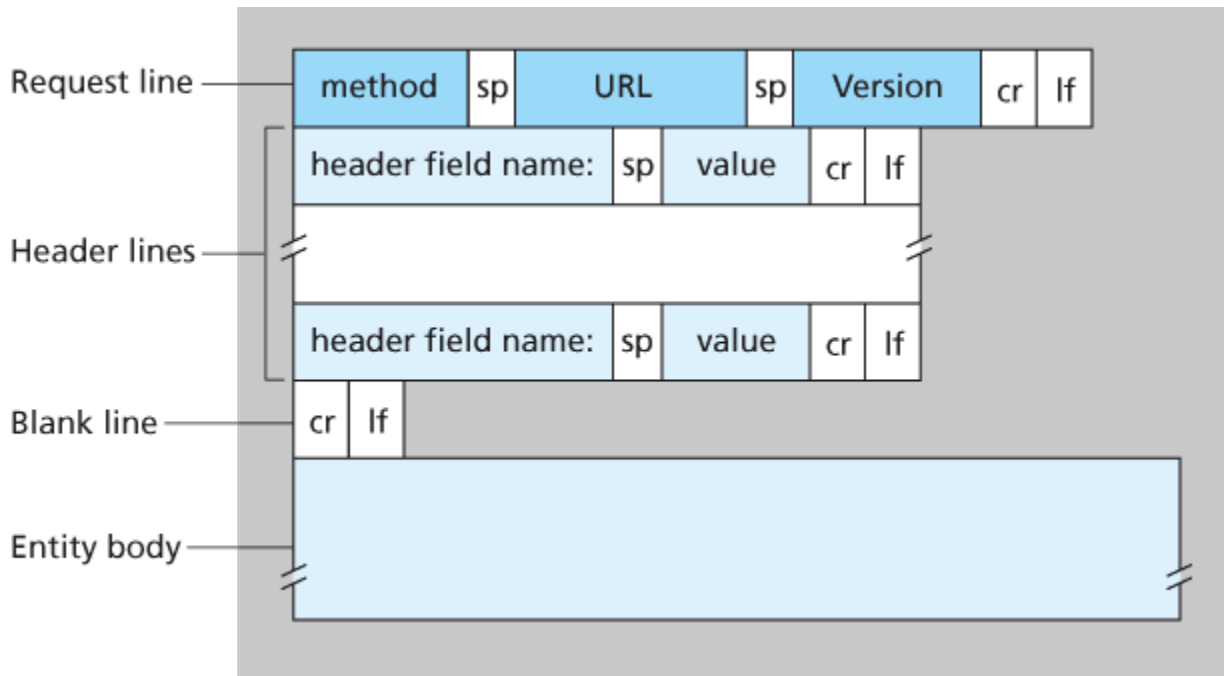 Request line method sp URL sp Version cr lf
header field name: sp value cr lf
Header lines
header field name: sp value cr lf
Blank line cr lf
Entity body